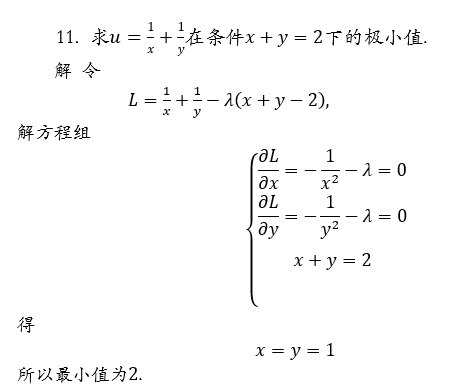 11. 求u = 1/x + 1/y 在条件x + y = 2下的极小值.
解 令
L = 1/x + 1/y − λ(x + y − 2),
解方程组
∂L/∂x = − 1/x² − λ = 0
∂L/∂y = − 1/y² − λ = 0
x + y = 2
得
x = y = 1
所以最小值为2.